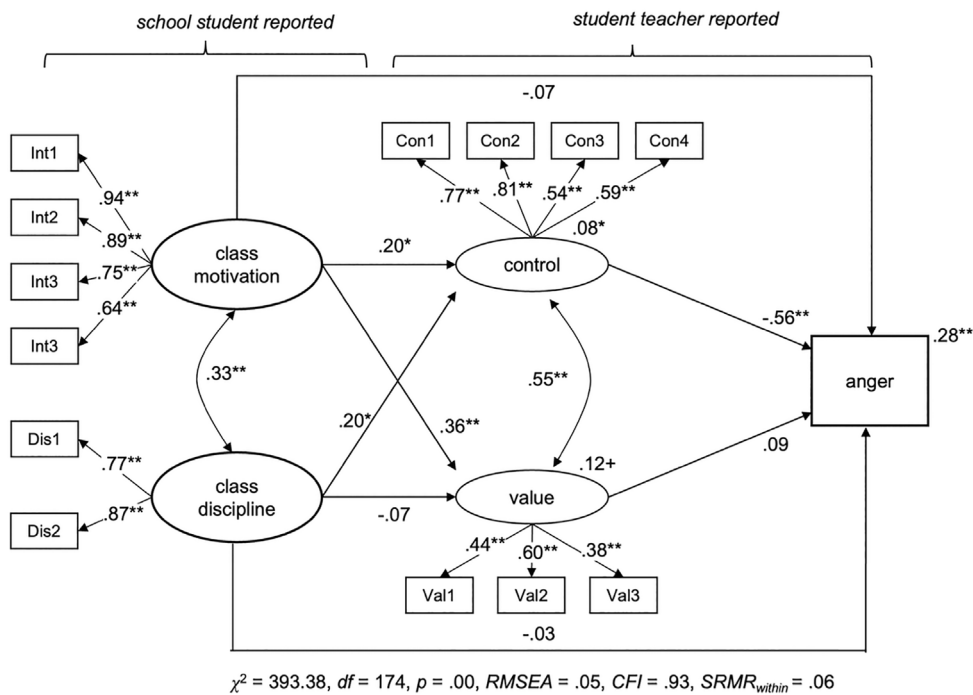 school student reported
student teacher reported
-.07
Int1
Int2
Int3
Int3
.94**
.89**
.75**
.64**
class
motivation
Con1
Con2
Con3
Con4
.77**
.81**
.54**
.59**
.20*
control
.08*
-.56**
anger
.28**
.33**
.55**
.20*
.36**
.09
Dis1
Dis2
.77**
.87**
class
discipline
-.07
value
.12+
.44**
.60**
.38**
Val1
Val2
Val3
-.03
χ² = 393.38, df = 174, p = .00, RMSEA = .05, CFI = .93, SRMRwithin = .06